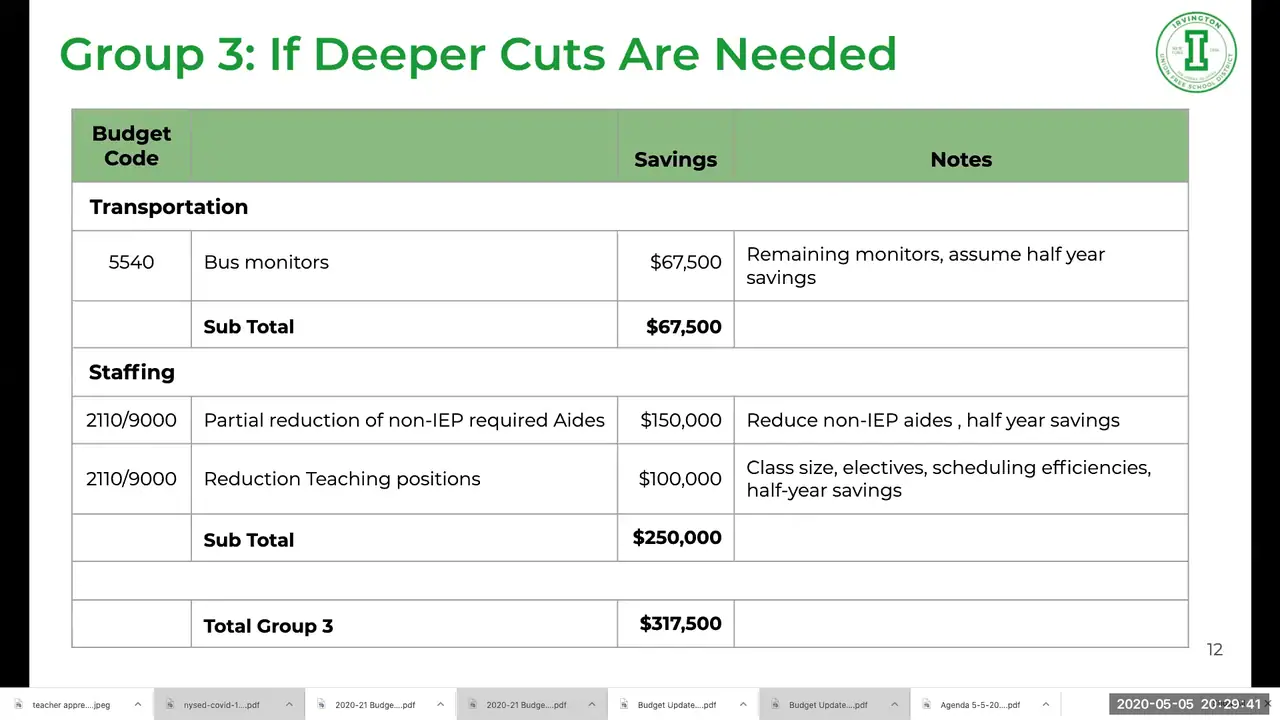 Group 3: If Deeper Cuts Are Needed
IRVINGTON
UNION FREE SCHOOL DISTRICT
I
Budget
Code
Savings
Notes
Transportation
5540
Bus monitors
$67,500
Remaining monitors, assume half year
savings
Sub Total
$67,500
Staffing
2110/9000
Partial reduction of non-IEP required Aides
$150,000
Reduce non-IEP aides , half year savings
2110/9000
Reduction Teaching positions
$100,000
Class size, electives, scheduling efficiencies,
half-year savings
Sub Total
$250,000
Total Group 3
$317,500
12
teacher appre....jpeg
nysed-covid-1....pdf
2020-21 Budge....pdf
2020-21 Budge....pdf
Budget Update....pdf
Budget Update....pdf
Agenda 5-5-20....pdf
2020-05-05 20:29:41